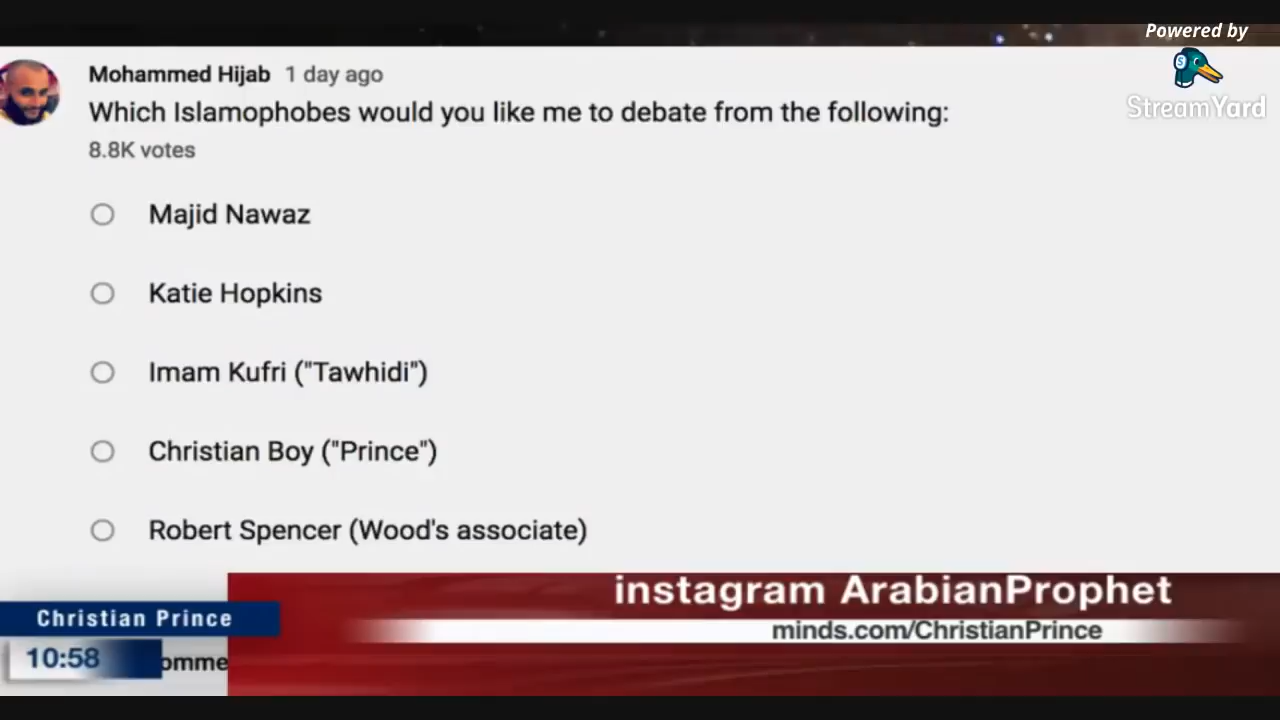 Powered by
StreamYard
Mohammed Hijab 1 day ago
Which Islamophobes would you like me to debate from the following:
8.8K votes
Majid Nawaz
Katie Hopkins
Imam Kufri ("Tawhidi")
Christian Boy ("Prince")
Robert Spencer (Wood's associate)
instagram ArabianProphet
Christian Prince
minds.com/ChristianPrince
10:58
omme